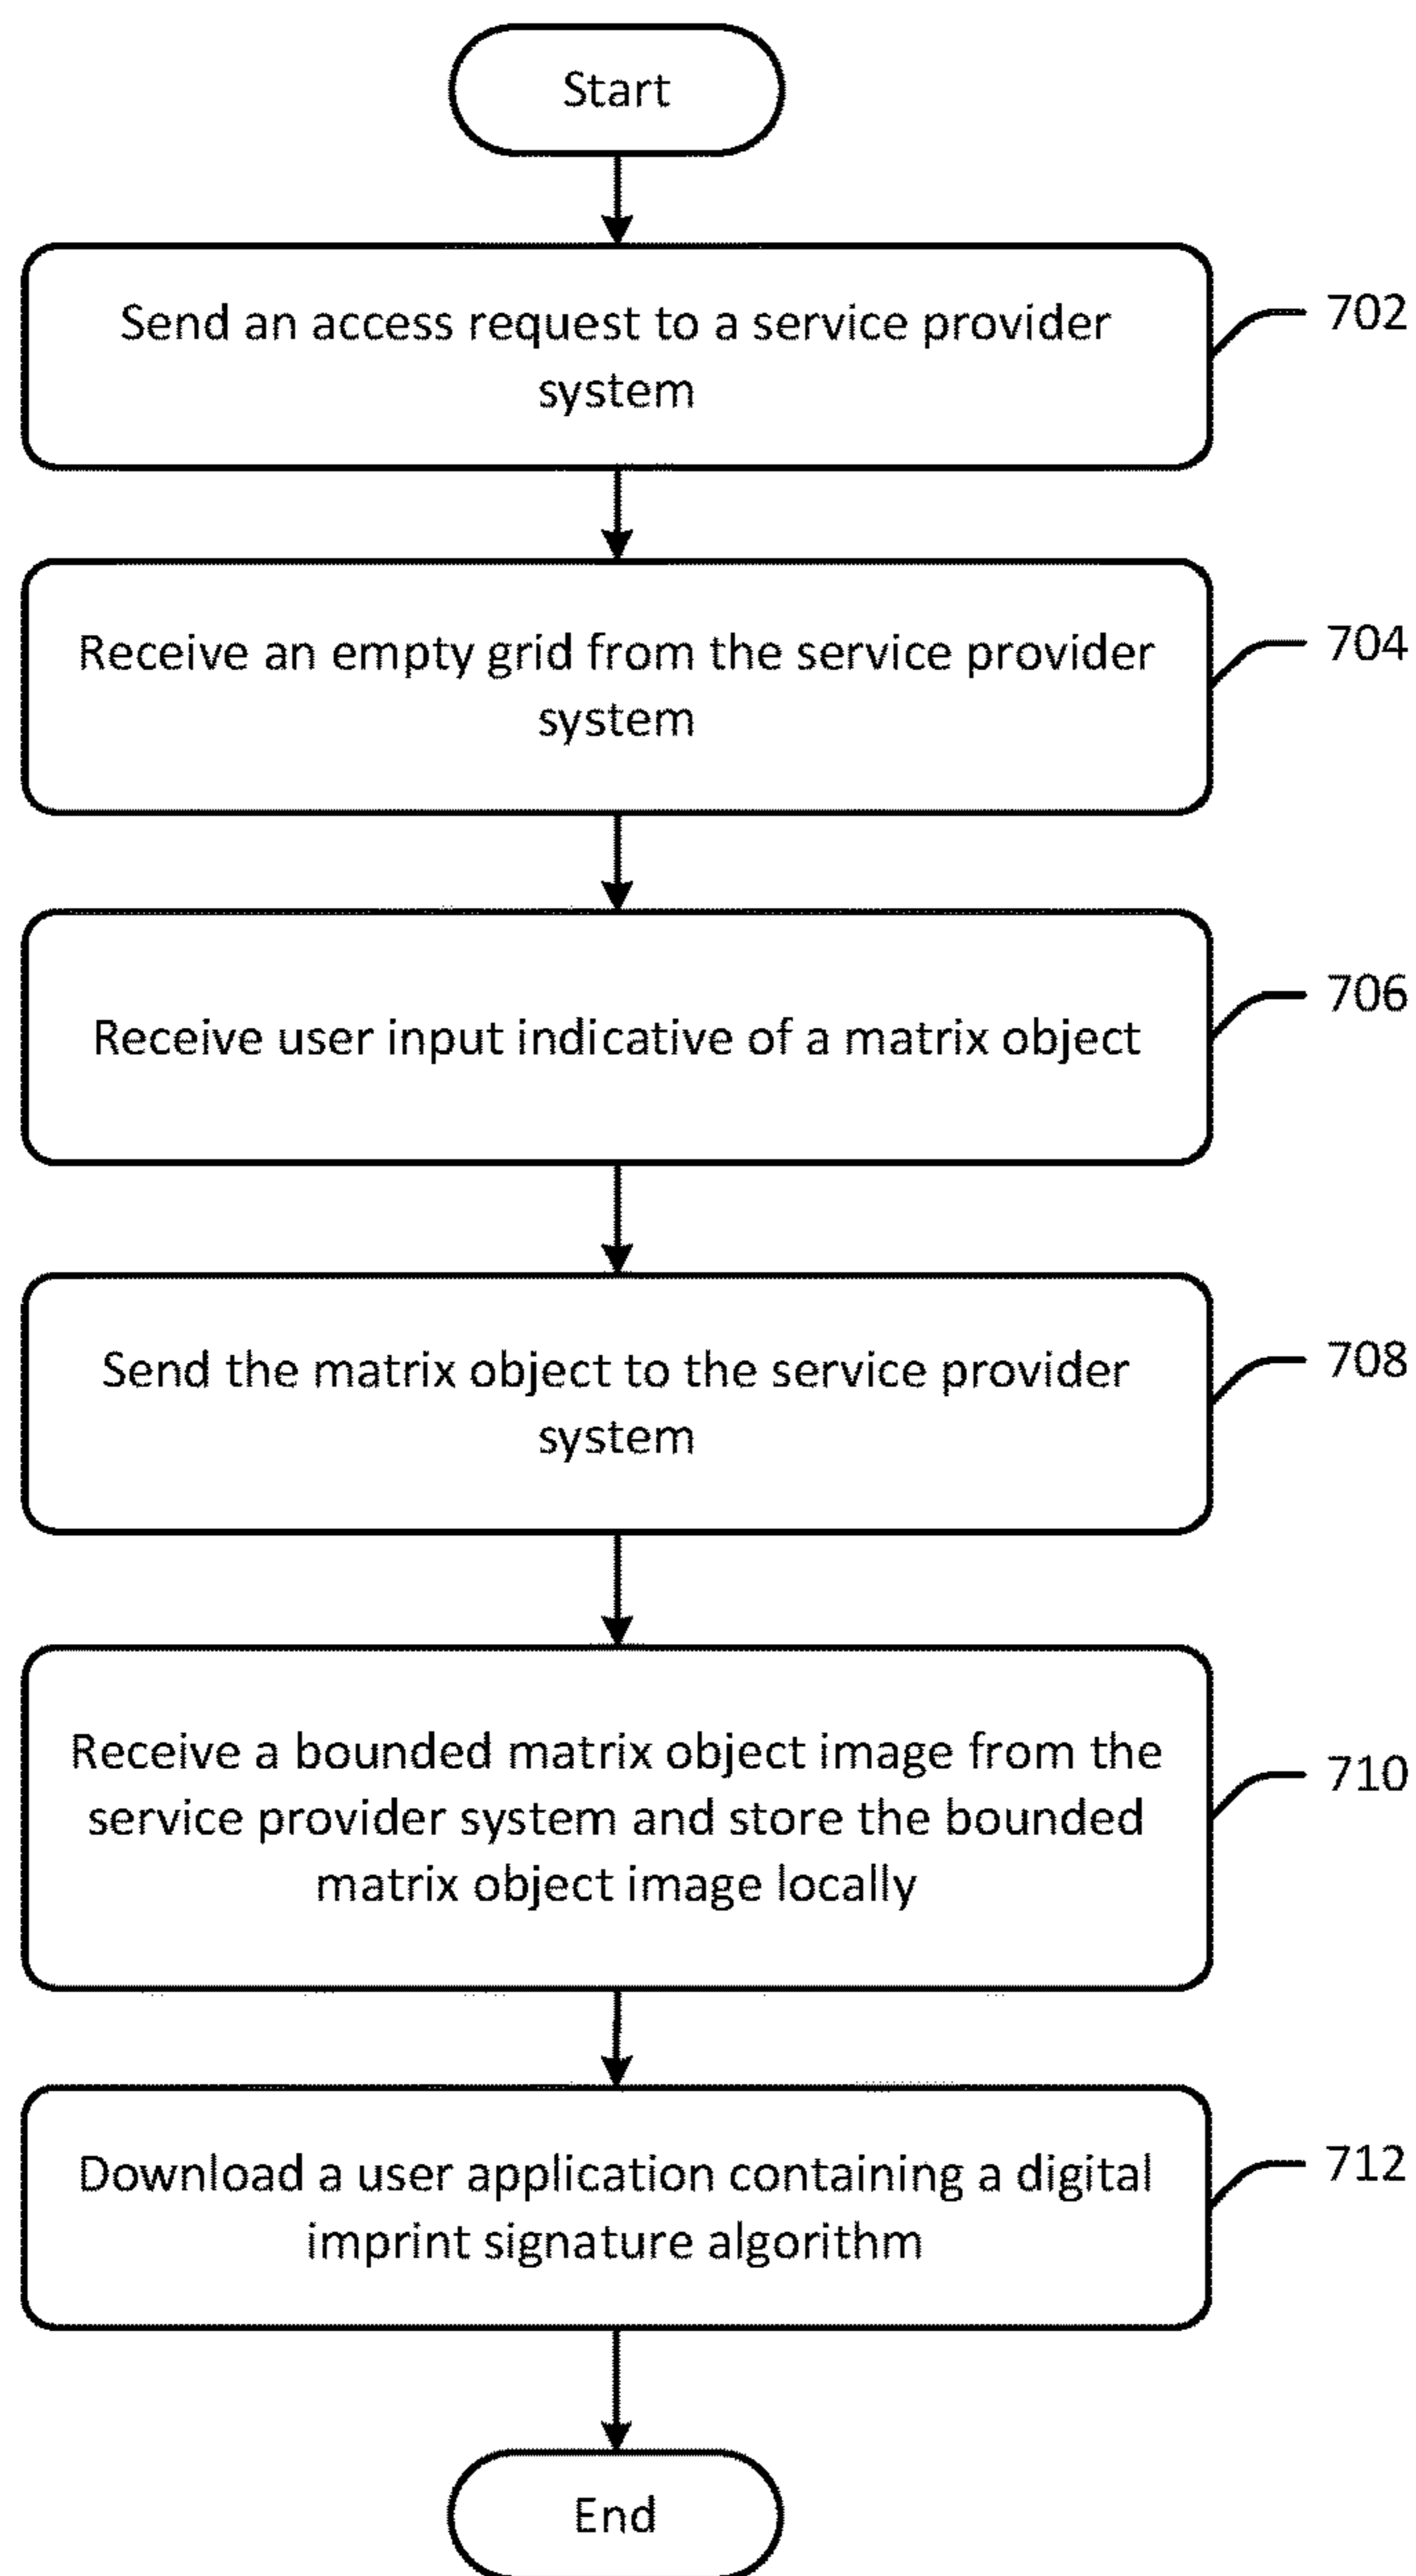 Start
Send an access request to a service provider
system
702
Receive an empty grid from the service provider
system
704
Receive user input indicative of a matrix object
706
Send the matrix object to the service provider
system
708
Receive a bounded matrix object image from the
service provider system and store the bounded
matrix object image locally
710
Download a user application containing a digital
imprint signature algorithm
712
End